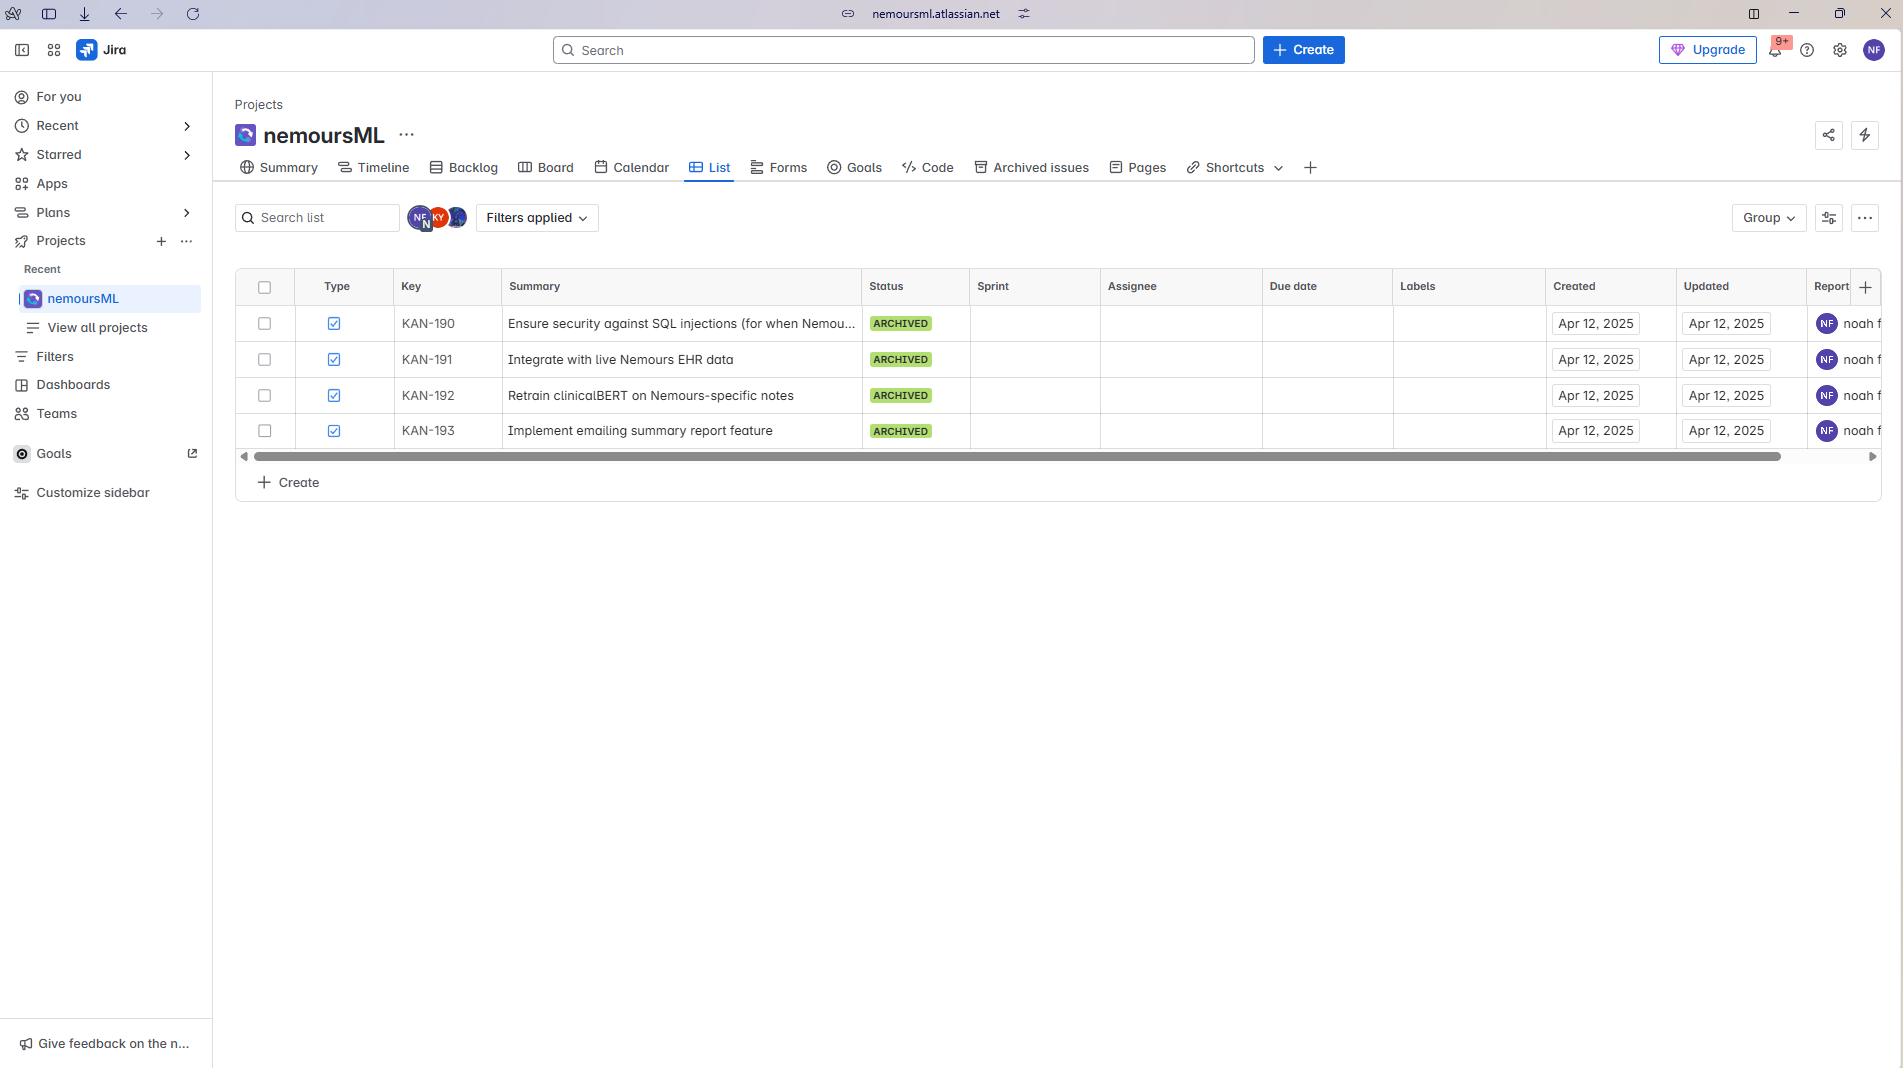 nemoursml.atlassian.net
Jira
Search
Create
Upgrade
9+
NF
For you
Recent
Starred
Apps
Plans
Projects
Recent
nemoursML
View all projects
Filters
Dashboards
Teams
Goals
Customize sidebar
Give feedback on the n...
Projects
nemoursML
Summary Timeline Backlog Board Calendar List Forms Goals Code Archived issues Pages Shortcuts
Search list NF N KY Filters applied Group
Type Key Summary Status Sprint Assignee Due date Labels Created Updated Report
KAN-190 Ensure security against SQL injections (for when Nemou... ARCHIVED Apr 12, 2025 Apr 12, 2025 NF noah f
KAN-191 Integrate with live Nemours EHR data ARCHIVED Apr 12, 2025 Apr 12, 2025 NF noah f
KAN-192 Retrain clinicalBERT on Nemours-specific notes ARCHIVED Apr 12, 2025 Apr 12, 2025 NF noah f
KAN-193 Implement emailing summary report feature ARCHIVED Apr 12, 2025 Apr 12, 2025 NF noah f
Create